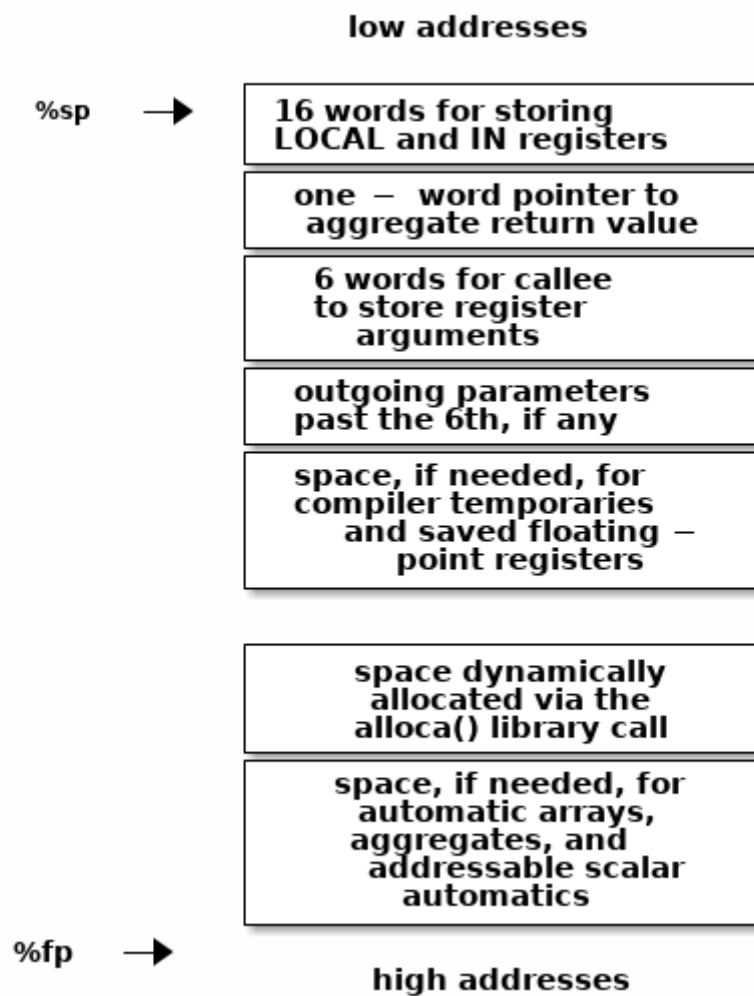 low addresses
%sp
16 words for storing
LOCAL and IN registers
one – word pointer to
aggregate return value
6 words for callee
to store register
arguments
outgoing parameters
past the 6th, if any
space, if needed, for
compiler temporaries
and saved floating –
point registers
space dynamically
allocated via the
alloca() library call
space, if needed, for
automatic arrays,
aggregates, and
addressable scalar
automatics
%fp
high addresses